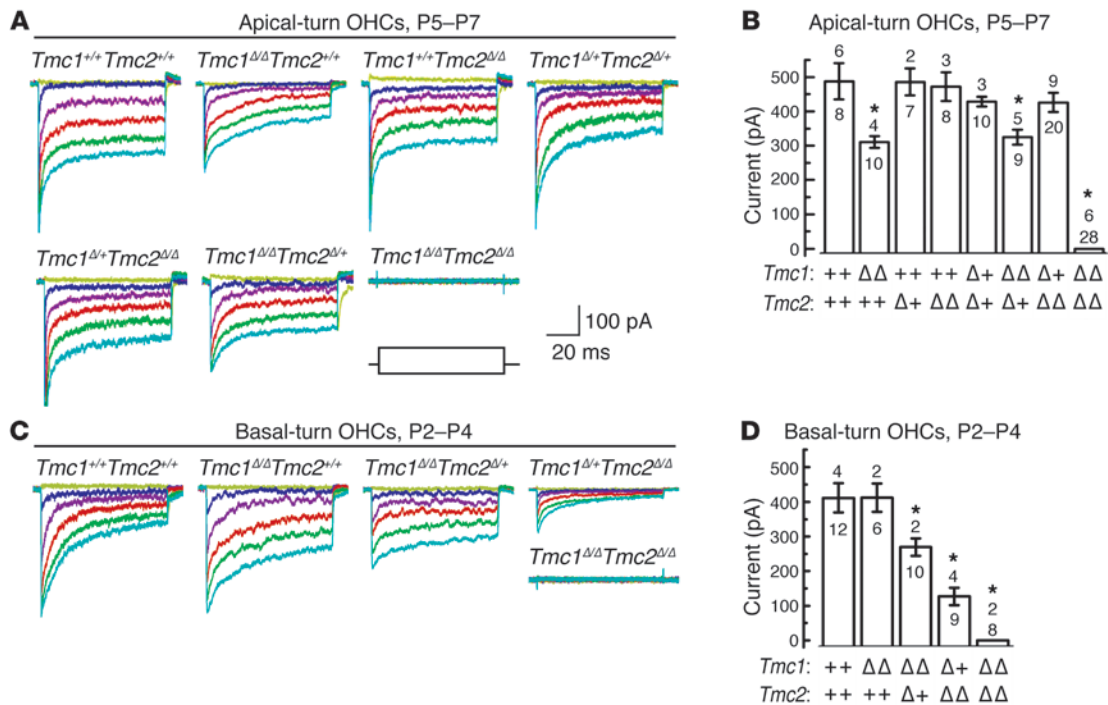 A
Apical-turn OHCs, P5–P7
Tmc1+/+Tmc2+/+
Tmc1Δ/ΔTmc2+/+
Tmc1+/+Tmc2Δ/Δ
Tmc1Δ/+Tmc2Δ/+
Tmc1Δ/+Tmc2Δ/Δ
Tmc1Δ/ΔTmc2Δ/+
Tmc1Δ/ΔTmc2Δ/Δ
100 pA
20 ms
B
Apical-turn OHCs, P5–P7
Current (pA)
500
400
300
200
100
0
6 * 2 3 3 * 9 *
4 5 6
8 10 7 8 10 9 20 28
Tmc1: ++ ΔΔ ++ ++ Δ+ ΔΔ Δ+ ΔΔ
Tmc2: ++ ++ Δ+ ΔΔ Δ+ Δ+ ΔΔ ΔΔ
C
Basal-turn OHCs, P2–P4
Tmc1+/+Tmc2+/+
Tmc1Δ/ΔTmc2+/+
Tmc1Δ/ΔTmc2Δ/+
Tmc1Δ/+Tmc2Δ/Δ
Tmc1Δ/ΔTmc2Δ/Δ
D
Basal-turn OHCs, P2–P4
Current (pA)
500
400
300
200
100
0
4 2 * * *
2 4 2
12 6 10 9 8
Tmc1: ++ ΔΔ ΔΔ Δ+ ΔΔ
Tmc2: ++ ++ Δ+ ΔΔ ΔΔ